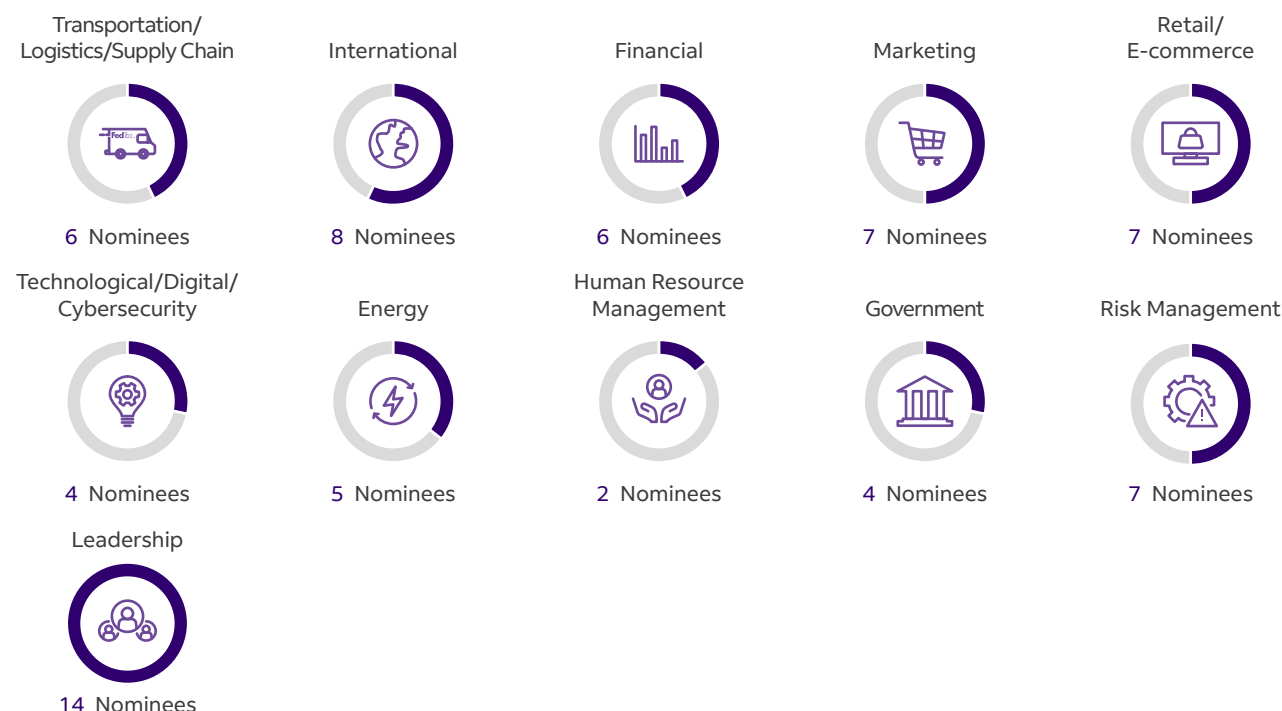 Transportation/
Logistics/Supply Chain
International
Financial
Marketing
Retail/
E-commerce
6 Nominees
8 Nominees
6 Nominees
7 Nominees
7 Nominees
Technological/Digital/
Cybersecurity
Energy
Human Resource
Management
Government
Risk Management
4 Nominees
5 Nominees
2 Nominees
4 Nominees
7 Nominees
Leadership
14 Nominees